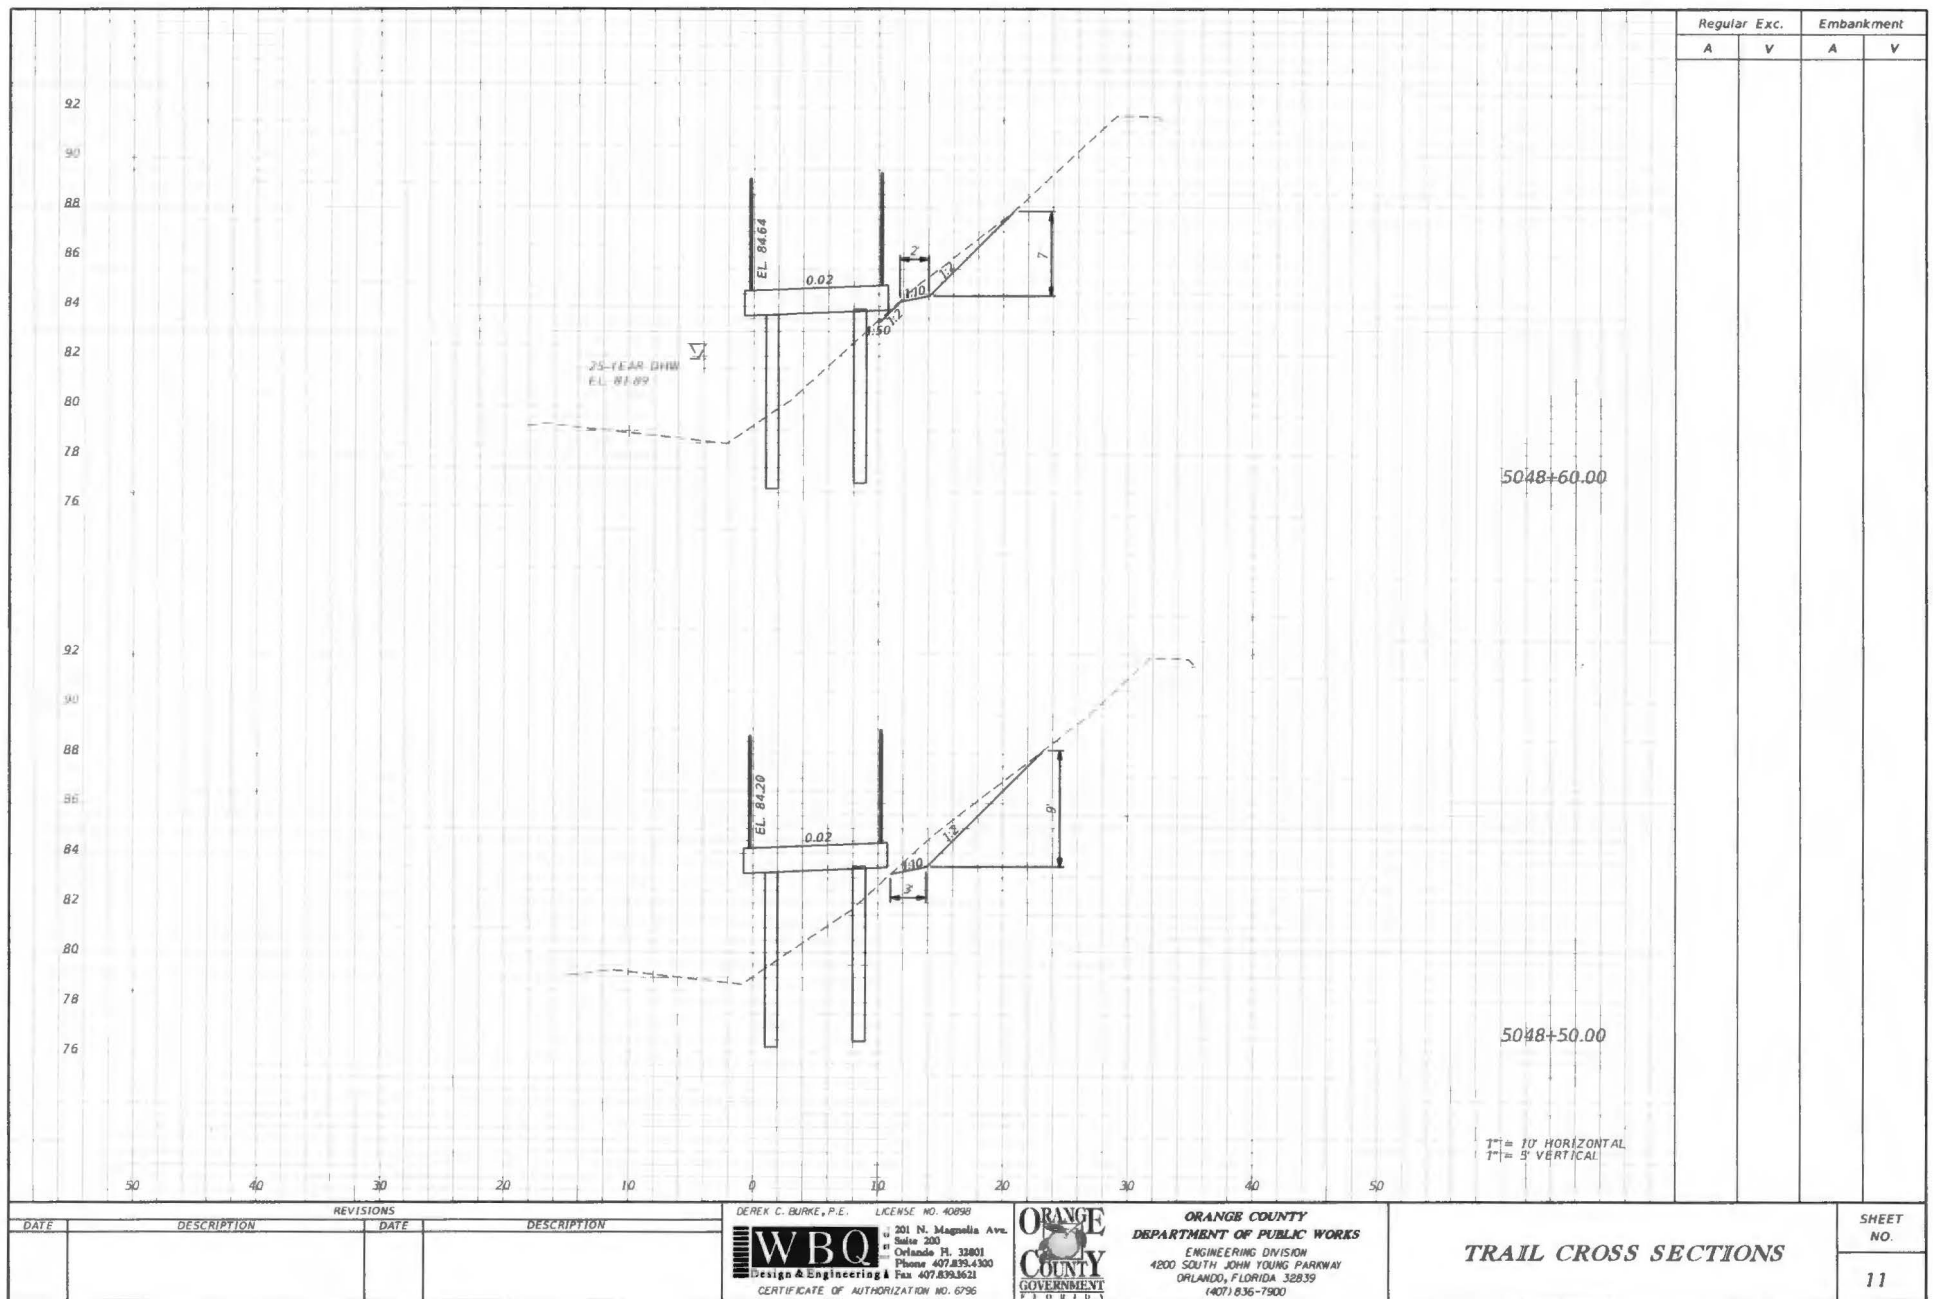 Regular Exc. Embankment
A V A V
92
90
88
86
84
82
80
78
76
EL. 84.64
0.02
2'
1:10
1:2
1:2
7
25-YEAR DHW
EL. 81.89
5048+60.00
92
90
88
86
84
82
80
78
76
EL. 84.20
0.02
1:10
1:2
3'
9'
5048+50.00
1" = 10' HORIZONTAL
1" = 5' VERTICAL
50 40 30 20 10 0 10 20 30 40 50
REVISIONS
DATE DESCRIPTION DATE DESCRIPTION
DEREK C. BURKE, P.E. LICENSE NO. 40898
WBQ
Design & Engineering
201 N. Magnolia Ave.
Suite 200
Orlando Fl. 32801
Phone 407.839.4300
Fax 407.839.3621
CERTIFICATE OF AUTHORIZATION NO. 6796
ORANGE
COUNTY
GOVERNMENT
FLORIDA
ORANGE COUNTY
DEPARTMENT OF PUBLIC WORKS
ENGINEERING DIVISION
4200 SOUTH JOHN YOUNG PARKWAY
ORLANDO, FLORIDA 32839
(407) 836-7900
TRAIL CROSS SECTIONS
SHEET
NO.
11